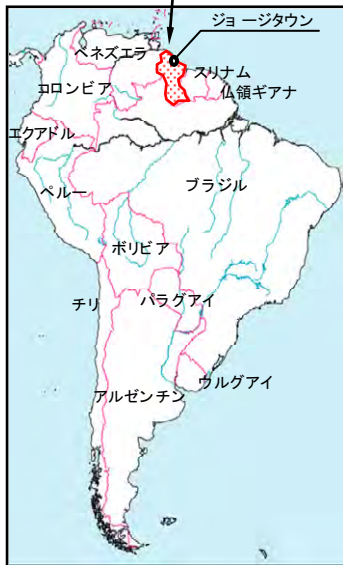 ジョージタウン
ベネズエラ
スリナム
コロンビア
仏領ギアナ
エクアドル
ペルー
ブラジル
ボリビア
チリ
パラグアイ
ウルグアイ
アルゼンチン